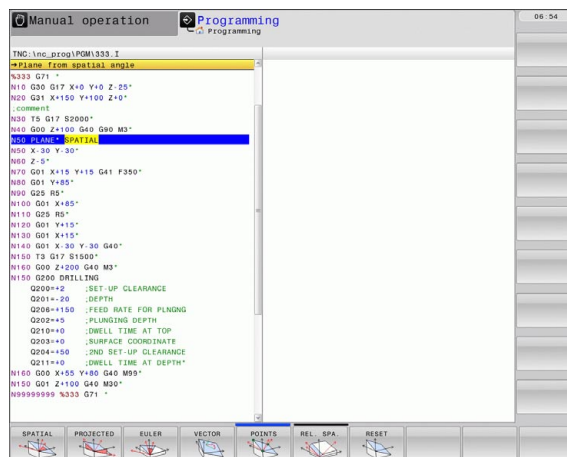 Manual operation
Programming
Programming
06:54
TNC:\nc_prog\PGM\333.I
→Plane from spatial angle
%333 G71 *
N10 G30 G17 X+0 Y+0 Z-25*
N20 G31 X+150 Y+100 Z+0*
;comment
N30 T5 G17 S2000*
N40 G00 Z+100 G40 G90 M3*
N50 PLANE* SPATIAL
N50 X-30 Y-30*
N60 Z-5*
N70 G01 X+15 Y+15 G41 F350*
N80 G01 Y+85*
N90 G25 R5*
N100 G01 X+85*
N110 G25 R5*
N120 G01 Y+15*
N130 G01 X+15*
N140 G01 X-30 Y-30 G40*
N150 T3 G17 S1500*
N160 G00 Z+200 G40 M3*
N150 G200 DRILLING
Q200=+2 ;SET-UP CLEARANCE
Q201=-20 ;DEPTH
Q206=+150 ;FEED RATE FOR PLNGNG
Q202=+5 ;PLUNGING DEPTH
Q210=+0 ;DWELL TIME AT TOP
Q203=+0 ;SURFACE COORDINATE
Q204=+50 ;2ND SET-UP CLEARANCE
Q211=+0 ;DWELL TIME AT DEPTH*
N160 G00 X+55 Y+80 G40 M99*
N150 G01 Z+100 G40 M30*
N99999999 %333 G71 *
SPATIAL PROJECTED EULER VECTOR POINTS REL. SPA. RESET